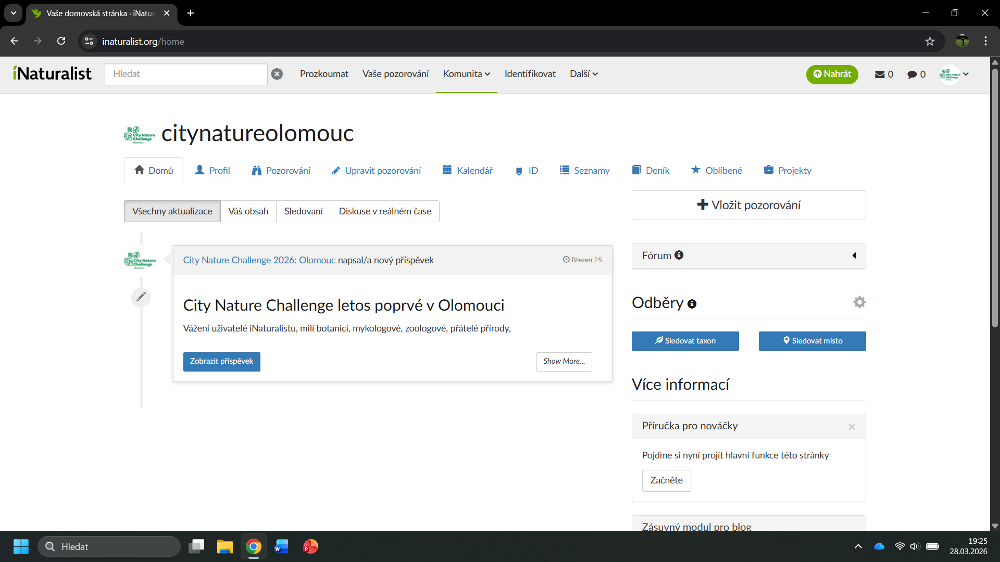 Vaše domovská stránka · iNatur
inaturalist.org/home
iNaturalist
Hledat
Prozkoumat
Vaše pozorování
Komunita
Identifikovat
Další
Nahrát
0
0
City Nature Challenge Olomouc
citynatureolomouc
Domů
Profil
Pozorování
Upravit pozorování
Kalendář
ID
Seznamy
Deník
Oblíbené
Projekty
Všechny aktualizace
Váš obsah
Sledovaní
Diskuse v reálném čase
Vložit pozorování
City Nature Challenge 2026: Olomouc napsal/a nový příspěvek
Březen 25
City Nature Challenge letos poprvé v Olomouci
Vážení uživatelé iNaturalistu, milí botanici, mykologové, zoologové, přátelé přírody,
Zobrazit příspěvek
Show More...
Fórum
Odběry
Sledovat taxon
Sledovat místo
Více informací
Příručka pro nováčky
Pojďme si nyní projít hlavní funkce této stránky
Začněte
Zásuvný modul pro blog
Hledat
19:25
28.03.2026